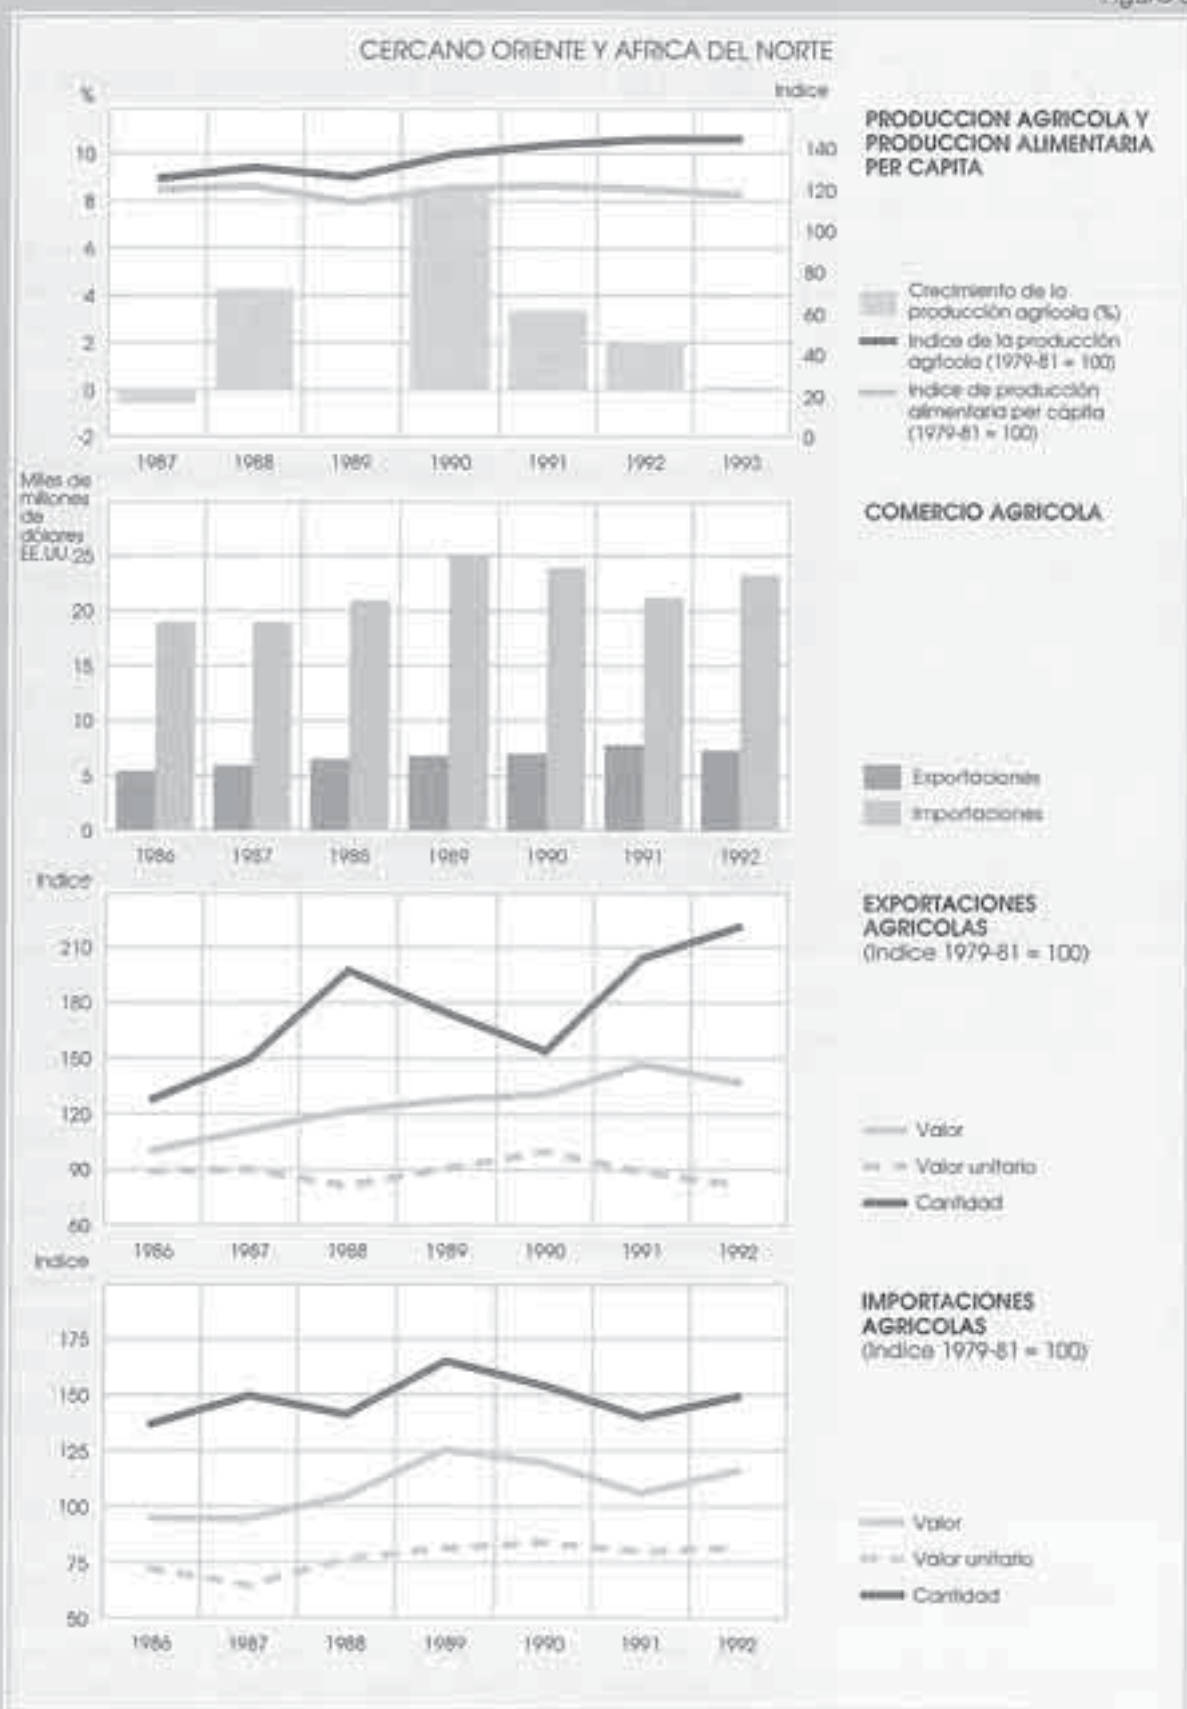 CERCANO ORIENTE Y AFRICA DEL NORTE
%
Indice
10
8
6
4
2
0
-2
140
120
100
80
60
40
20
0
1987 1988 1989 1990 1991 1992 1993
PRODUCCION AGRICOLA Y
PRODUCCION ALIMENTARIA
PER CAPITA
Crecimiento de la
producción agrícola (%)
Indice de la producción
agrícola (1979-81 = 100)
Indice de producción
alimentaria per cápita
(1979-81 = 100)
Miles de
millones
de
dólares
EE.UU.
25
20
15
10
5
0
1986 1987 1988 1989 1990 1991 1992
COMERCIO AGRICOLA
Exportaciones
Importaciones
Indice
210
180
150
120
90
60
1986 1987 1988 1989 1990 1991 1992
EXPORTACIONES
AGRICOLAS
(Indice 1979-81 = 100)
Valor
Valor unitario
Cantidad
Indice
175
150
125
100
75
50
1986 1987 1988 1989 1990 1991 1992
IMPORTACIONES
AGRICOLAS
(Indice 1979-81 = 100)
Valor
Valor unitario
Cantidad